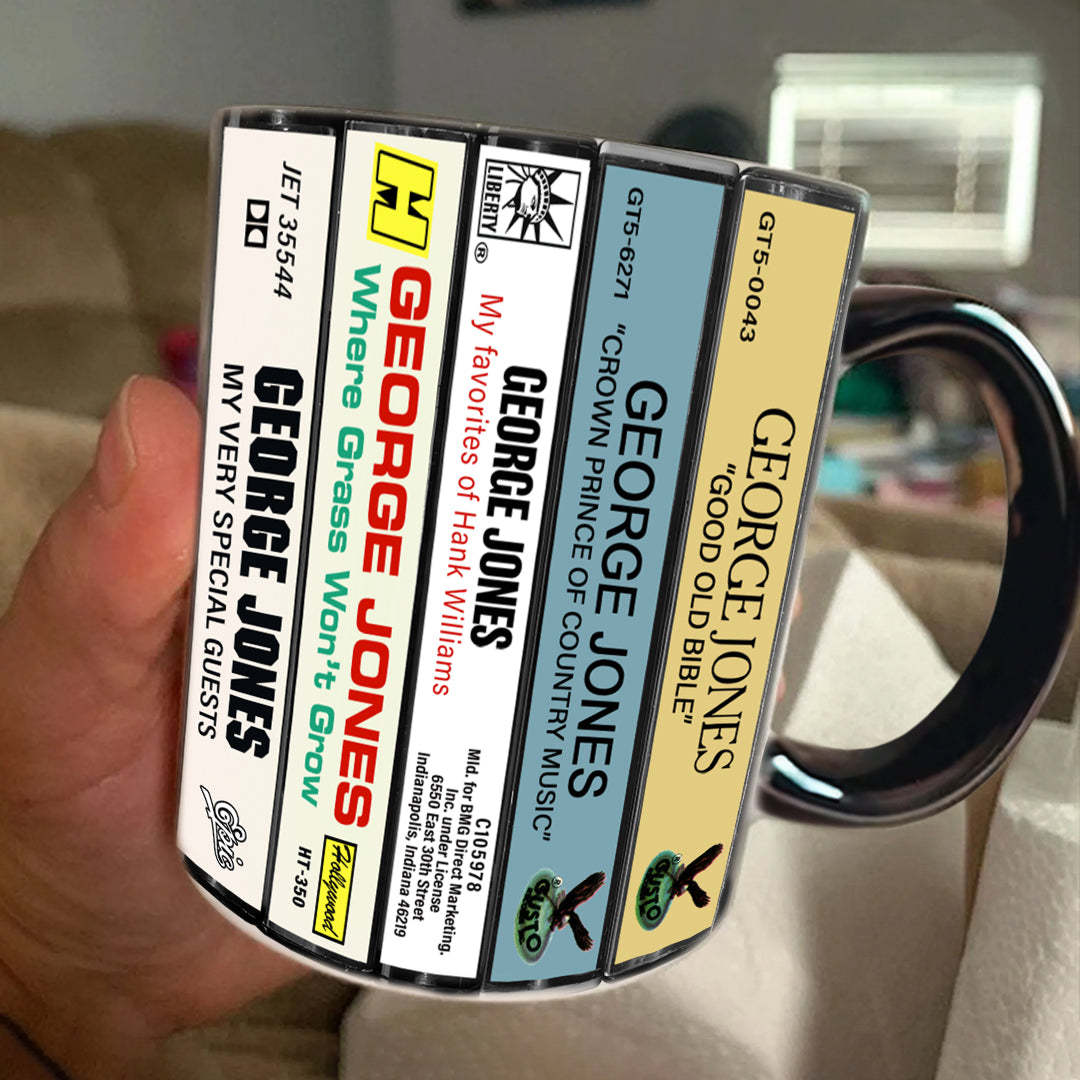 JET 35544
GEORGE JONES
MY VERY SPECIAL GUESTS
Epic
H
GEORGE JONES
Where Grass Won't Grow
Hollywood
HT-350
LIBERTY
®
GEORGE JONES
My favorites of Hank Williams
C105978
MId. for BMG Direct Marketing.
Inc. under License
6550 East 30th Street
Indianapolis, Indiana 46219
GT5-6271
GEORGE JONES
"CROWN PRINCE OF COUNTRY MUSIC"
GUSTO
®
GT5-0043
GEORGE JONES
"GOOD OLD BIBLE"
GUSTO
®